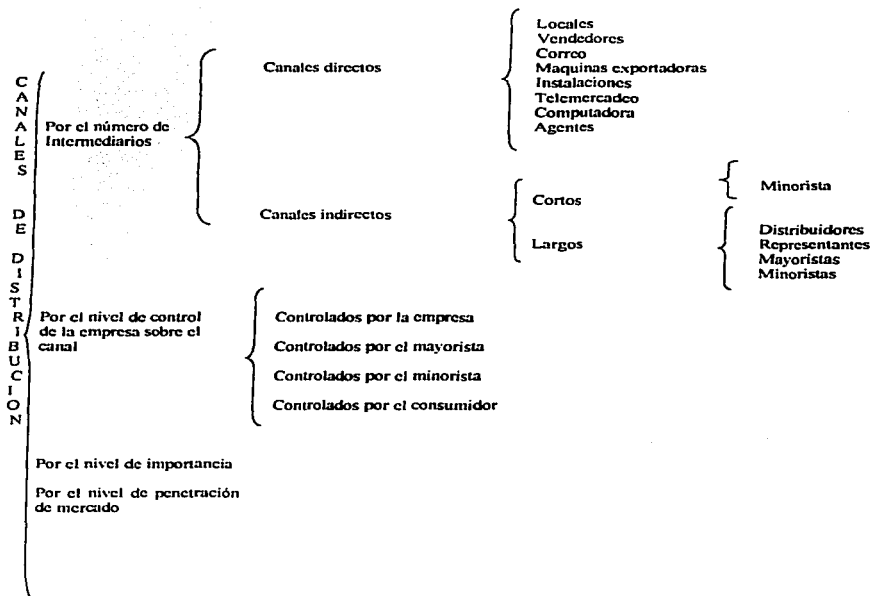 CANALES DE DISTRIBUCION
Por el número de
Intermediarios
Canales directos
Locales
Vendedores
Correo
Maquinas exportadoras
Instalaciones
Telemercadeo
Computadora
Agentes
Canales indirectos
Cortos
Minorista
Largos
Distribuidores
Representantes
Mayoristas
Minoristas
Por el nivel de control
de la empresa sobre el
canal
Controlados por la empresa
Controlados por el mayorista
Controlados por el minorista
Controlados por el consumidor
Por el nivel de importancia
Por el nivel de penetración
de mercado